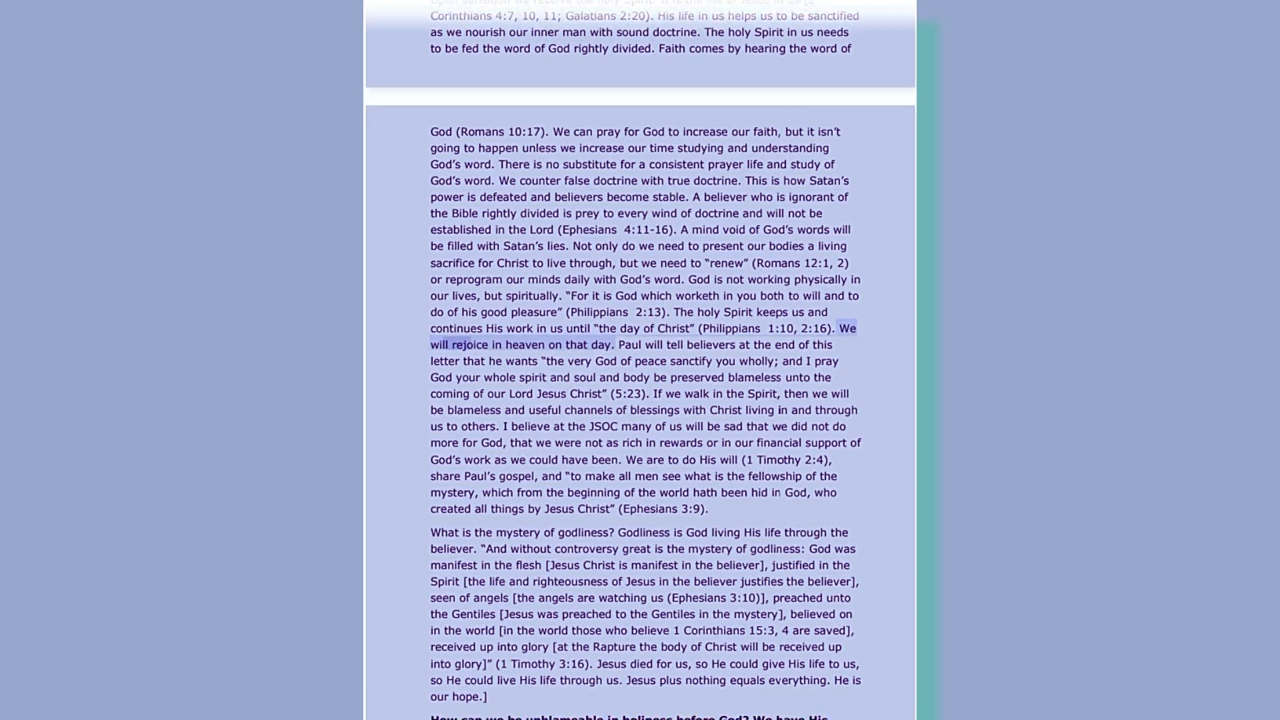 Corinthians 4:7, 10, 11; Galatians 2:20). His life in us helps us to be sanctified
as we nourish our inner man with sound doctrine. The holy Spirit in us needs
to be fed the word of God rightly divided. Faith comes by hearing the word of
God (Romans 10:17). We can pray for God to increase our faith, but it isn’t
going to happen unless we increase our time studying and understanding
God’s word. There is no substitute for a consistent prayer life and study of
God’s word. We counter false doctrine with true doctrine. This is how Satan’s
power is defeated and believers become stable. A believer who is ignorant of
the Bible rightly divided is prey to every wind of doctrine and will not be
established in the Lord (Ephesians  4:11-16). A mind void of God’s words will
be filled with Satan’s lies. Not only do we need to present our bodies a living
sacrifice for Christ to live through, but we need to “renew” (Romans 12:1, 2)
or reprogram our minds daily with God’s word. God is not working physically in
our lives, but spiritually. “For it is God which worketh in you both to will and to
do of his good pleasure” (Philippians  2:13). The holy Spirit keeps us and
continues His work in us until “the day of Christ” (Philippians  1:10, 2:16). We
will rejoice in heaven on that day. Paul will tell believers at the end of this
letter that he wants “the very God of peace sanctify you wholly; and I pray
God your whole spirit and soul and body be preserved blameless unto the
coming of our Lord Jesus Christ” (5:23). If we walk in the Spirit, then we will
be blameless and useful channels of blessings with Christ living in and through
us to others. I believe at the JSOC many of us will be sad that we did not do
more for God, that we were not as rich in rewards or in our financial support of
God’s work as we could have been. We are to do His will (1 Timothy 2:4),
share Paul’s gospel, and “to make all men see what is the fellowship of the
mystery, which from the beginning of the world hath been hid in God, who
created all things by Jesus Christ” (Ephesians 3:9).
What is the mystery of godliness? Godliness is God living His life through the
believer. “And without controversy great is the mystery of godliness: God was
manifest in the flesh [Jesus Christ is manifest in the believer], justified in the
Spirit [the life and righteousness of Jesus in the believer justifies the believer],
seen of angels [the angels are watching us (Ephesians 3:10)], preached unto
the Gentiles [Jesus was preached to the Gentiles in the mystery], believed on
in the world [in the world those who believe 1 Corinthians 15:3, 4 are saved],
received up into glory [at the Rapture the body of Christ will be received up
into glory]” (1 Timothy 3:16). Jesus died for us, so He could give His life to us,
so He could live His life through us. Jesus plus nothing equals everything. He is
our hope.]
How can we be unblameable in holiness before God? We have His